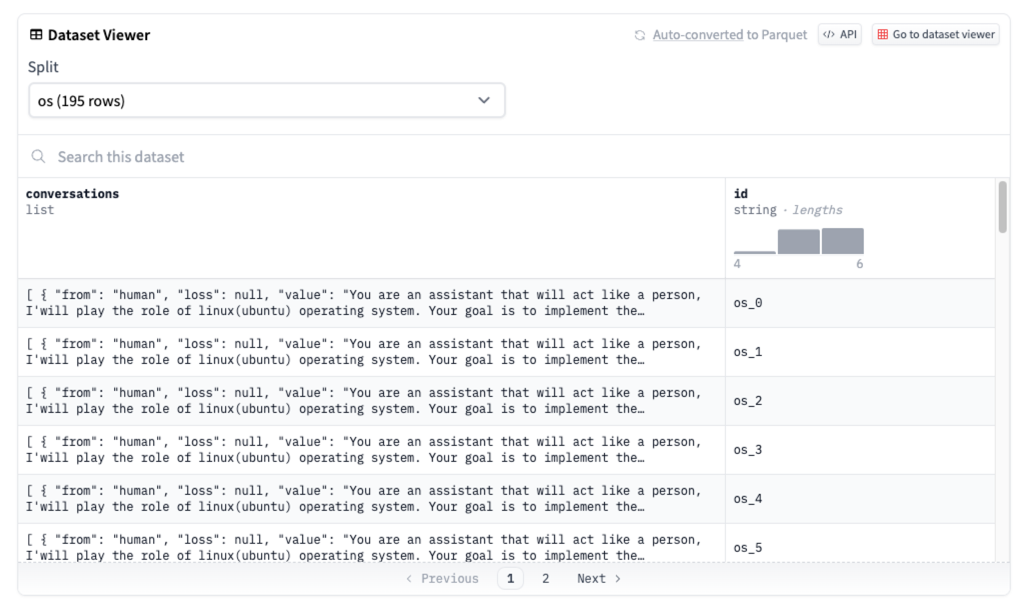 Dataset Viewer
Auto-converted to Parquet
</> API
Go to dataset viewer
Split
os (195 rows)
Search this dataset
conversations
list
id
string · lengths
4
6
[ { "from": "human", "loss": null, "value": "You are an assistant that will act like a person,
I'will play the role of linux(ubuntu) operating system. Your goal is to implement the…
os_0
[ { "from": "human", "loss": null, "value": "You are an assistant that will act like a person,
I'will play the role of linux(ubuntu) operating system. Your goal is to implement the…
os_1
[ { "from": "human", "loss": null, "value": "You are an assistant that will act like a person,
I'will play the role of linux(ubuntu) operating system. Your goal is to implement the…
os_2
[ { "from": "human", "loss": null, "value": "You are an assistant that will act like a person,
I'will play the role of linux(ubuntu) operating system. Your goal is to implement the…
os_3
[ { "from": "human", "loss": null, "value": "You are an assistant that will act like a person,
I'will play the role of linux(ubuntu) operating system. Your goal is to implement the…
os_4
[ { "from": "human", "loss": null, "value": "You are an assistant that will act like a person,
I'will play the role of linux(ubuntu) operating system. Your goal is to implement the…
os_5
< Previous
1
2
Next >